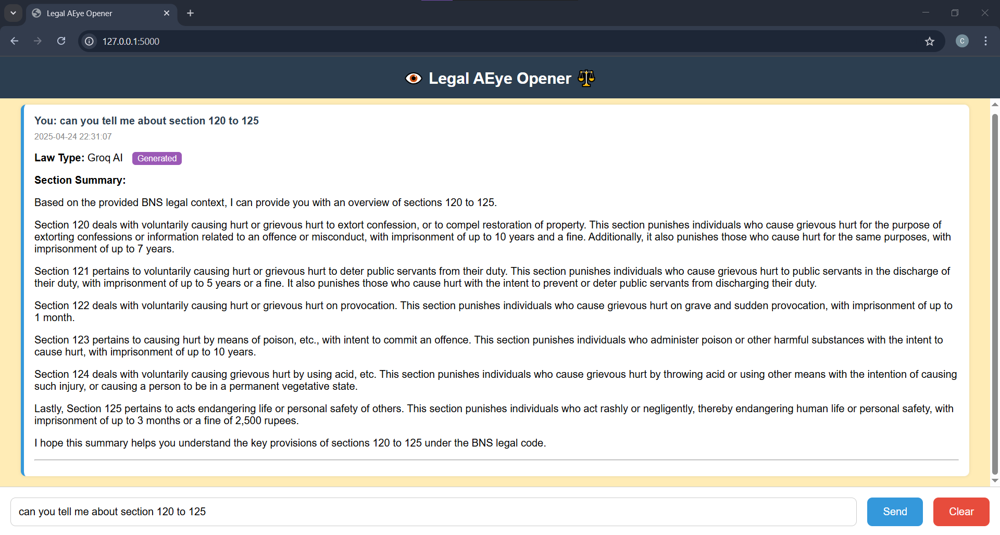 Legal AEye Opener
127.0.0.1:5000
C
Legal AEye Opener
You: can you tell me about section 120 to 125
2025-04-24 22:31:07
Law Type: Groq AI Generated
Section Summary:
Based on the provided BNS legal context, I can provide you with an overview of sections 120 to 125.
Section 120 deals with voluntarily causing hurt or grievous hurt to extort confession, or to compel restoration of property. This section punishes individuals who cause grievous hurt for the purpose of
extorting confessions or information related to an offence or misconduct, with imprisonment of up to 10 years and a fine. Additionally, it also punishes those who cause hurt for the same purposes, with
imprisonment of up to 7 years.
Section 121 pertains to voluntarily causing hurt or grievous hurt to deter public servants from their duty. This section punishes individuals who cause grievous hurt to public servants in the discharge of
their duty, with imprisonment of up to 5 years or a fine. It also punishes those who cause hurt with the intent to prevent or deter public servants from discharging their duty.
Section 122 deals with voluntarily causing hurt or grievous hurt on provocation. This section punishes individuals who cause grievous hurt on grave and sudden provocation, with imprisonment of up to
1 month.
Section 123 pertains to causing hurt by means of poison, etc., with intent to commit an offence. This section punishes individuals who administer poison or other harmful substances with the intent to
cause hurt, with imprisonment of up to 10 years.
Section 124 deals with voluntarily causing grievous hurt by using acid, etc. This section punishes individuals who cause grievous hurt by throwing acid or using other means with the intention of causing
such injury, or causing a person to be in a permanent vegetative state.
Lastly, Section 125 pertains to acts endangering life or personal safety of others. This section punishes individuals who act rashly or negligently, thereby endangering human life or personal safety, with
imprisonment of up to 3 months or a fine of 2,500 rupees.
I hope this summary helps you understand the key provisions of sections 120 to 125 under the BNS legal code.
can you tell me about section 120 to 125
Send
Clear